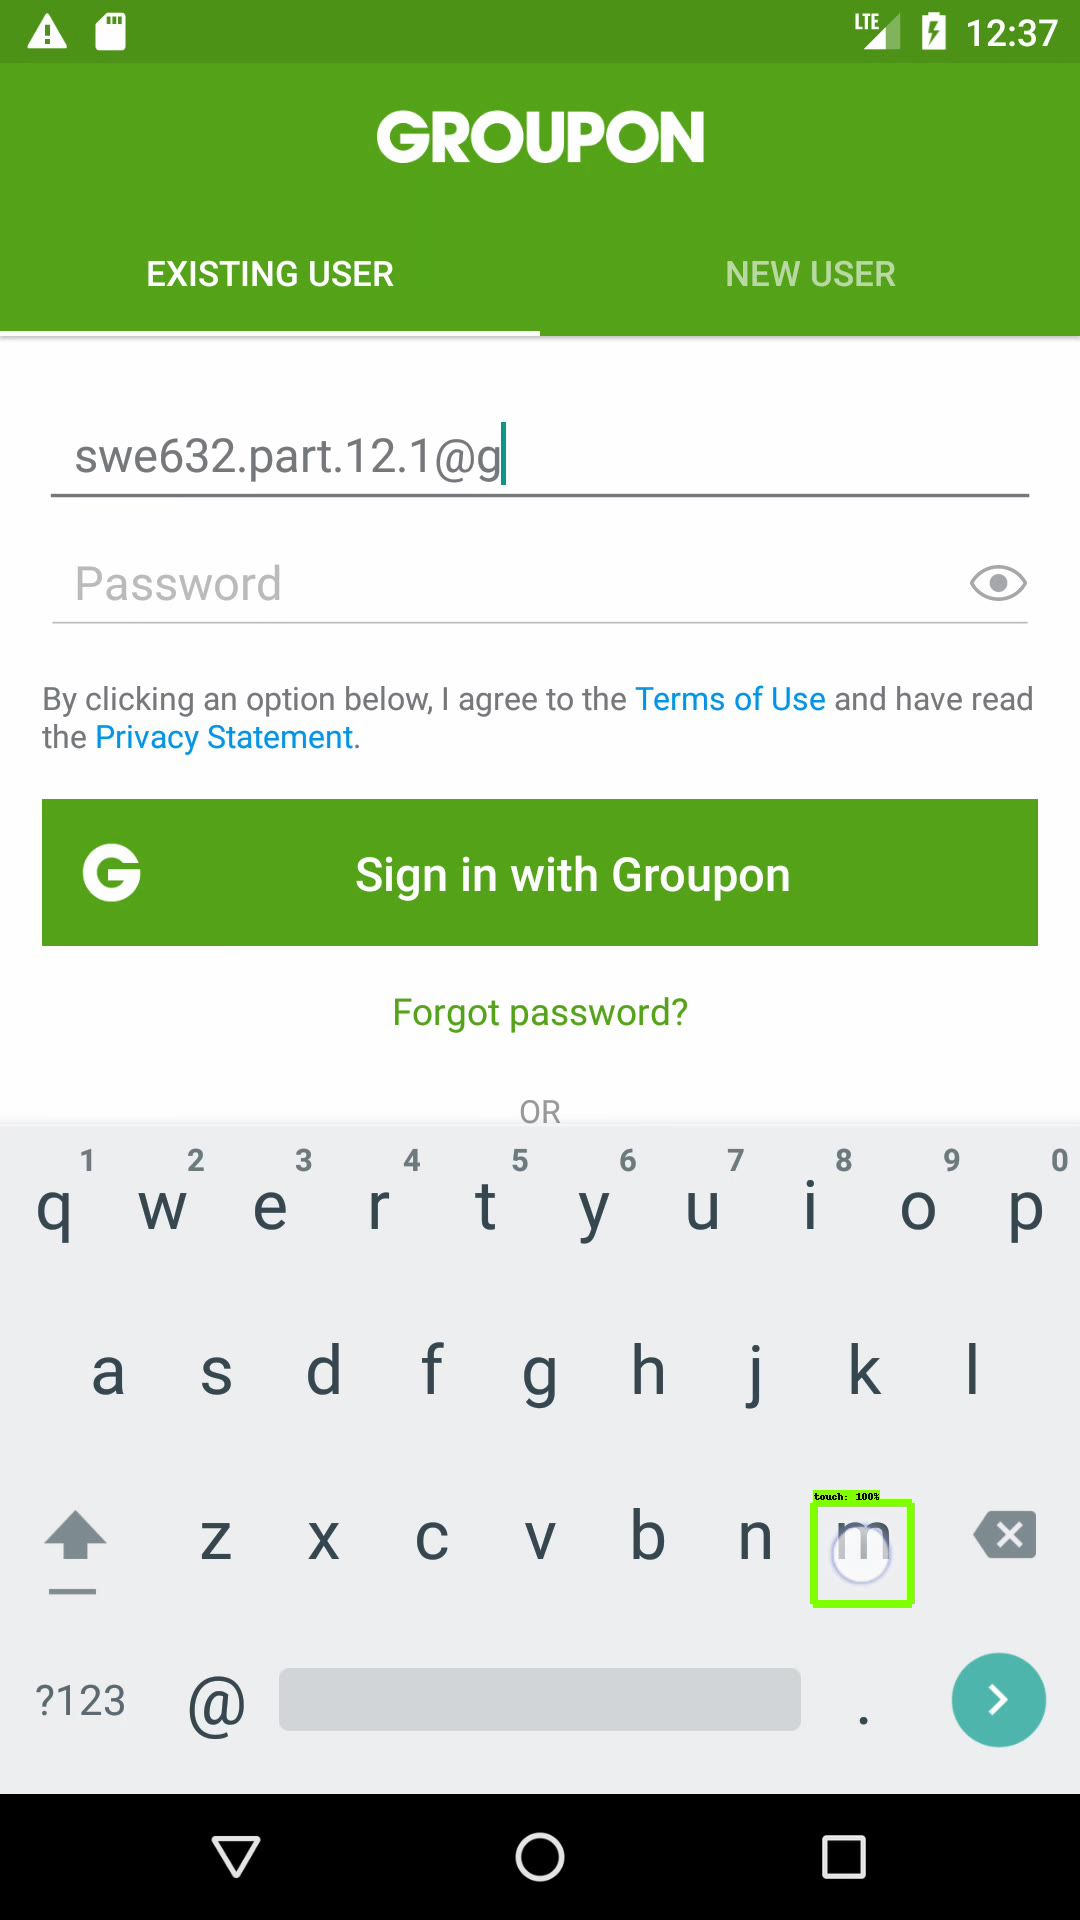 LTE 12:37
GROUPON
EXISTING USER NEW USER
swe632.part.12.1@g
Password
By clicking an option below, I agree to the Terms of Use and have read
the Privacy Statement.
G Sign in with Groupon
Forgot password?
OR
1 2 3 4 5 6 7 8 9 0
q w e r t y u i o p
a s d f g h j k l
touch: 100%
z x c v b n m
?123 @ .